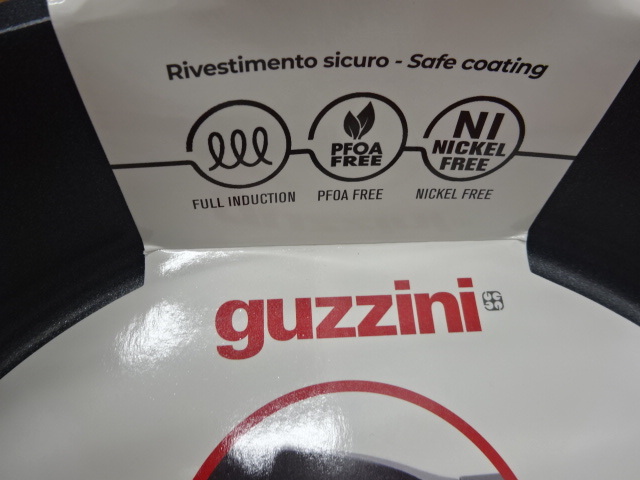 Rivestimento sicuro - Safe coating
PFOA
FREE
NI
NICKEL
FREE
FULL INDUCTION
PFOA FREE
NICKEL FREE
guzzini